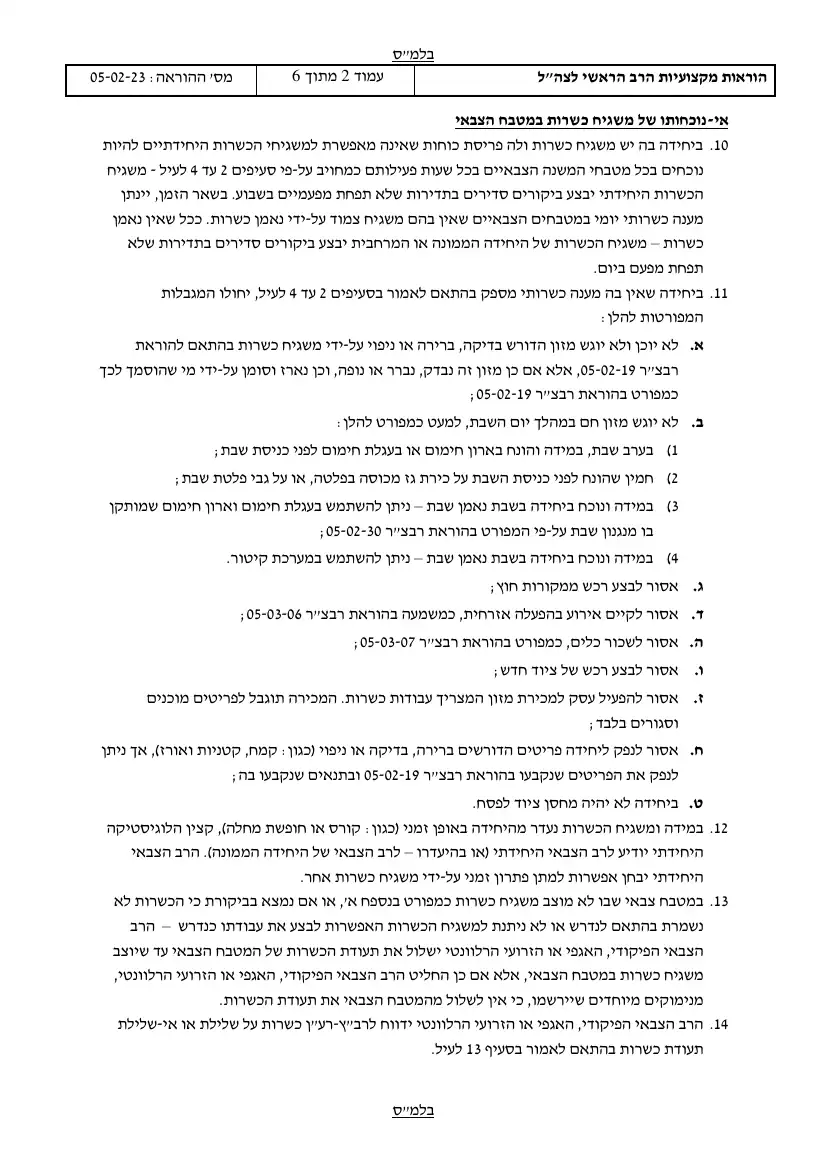 בלמ״ס
הוראות מקצועיות הרב הראשי לצה״ל
עמוד 2 מתוך 6
מס׳ ההוראה: 05-02-23
אי-נוכחותו של משגיח כשרות במטבח הצבאי
10. ביחידה בה יש משגיח כשרות ולה פריסת כוחות שאינה מאפשרת למשגיחי הכשרות היחידתיים להיות
נוכחים בכל מטבחי המשנה הצבאיים בכל שעות פעילותם כמחויב על-פי סעיפים 2 עד 4 לעיל - משגיח
הכשרות היחידתי יבצע ביקורים סדירים בתדירות שלא תפחת מפעמיים בשבוע. בשאר הזמן, יינתן
מענה כשרותי יומי במטבחים הצבאיים שאין בהם משגיח צמוד על-ידי נאמן כשרות. ככל שאין נאמן
כשרות – משגיח הכשרות של היחידה הממונה או המרחבית יבצע ביקורים סדירים בתדירות שלא
תפחת מפעם ביום.
11. ביחידה שאין בה מענה כשרותי מספק בהתאם לאמור בסעיפים 2 עד 4 לעיל, יחולו המגבלות
המפורטות להלן:
א. לא יוכן ולא יוגש מזון הדורש בדיקה, ברירה או ניפוי על-ידי משגיח כשרות בהתאם להוראת
רבצ״ר 05-02-19, אלא אם כן מזון זה נבדק, נברר או נופה, וכן נארז וסומן על-ידי מי שהוסמך לכך
כמפורט בהוראת רבצ״ר 05-02-19;
ב. לא יוגש מזון חם במהלך יום השבת, למעט כמפורט להלן:
1) בערב שבת, במידה והונח בארון חימום או בעגלת חימום לפני כניסת שבת;
2) חמין שהונח לפני כניסת השבת על כירת גז מכוסה בפלטה, או על גבי פלטת שבת;
3) במידה ונוכח ביחידה בשבת נאמן שבת – ניתן להשתמש בעגלת חימום וארון חימום שמותקן
בו מנגנון שבת על-פי המפורט בהוראת רבצ״ר 05-02-30;
4) במידה ונוכח ביחידה בשבת נאמן שבת – ניתן להשתמש במערכת קיטור.
ג. אסור לבצע רכש ממקורות חוץ;
ד. אסור לקיים אירוע בהפעלה אזרחית, כמשמעה בהוראת רבצ״ר 05-03-06;
ה. אסור לשכור כלים, כמפורט בהוראת רבצ״ר 05-03-07;
ו. אסור לבצע רכש של ציוד חדש;
ז. אסור להפעיל עסק למכירת מזון המצריך עבודות כשרות. המכירה תוגבל לפריטים מוכנים
וסגורים בלבד;
ח. אסור לנפק ליחידה פריטים הדורשים ברירה, בדיקה או ניפוי (כגון: קמח, קטניות ואורז), אך ניתן
לנפק את הפריטים שנקבעו בהוראת רבצ״ר 05-02-19 ובתנאים שנקבעו בה;
ט. ביחידה לא יהיה מחסן ציוד לפסח.
12. במידה ומשגיח הכשרות נעדר מהיחידה באופן זמני (כגון: קורס או חופשת מחלה), קצין הלוגיסטיקה
היחידתי יודיע לרב הצבאי היחידתי (או בהיעדרו – לרב הצבאי של היחידה הממונה). הרב הצבאי
היחידתי יבחן אפשרות למתן פתרון זמני על-ידי משגיח כשרות אחר.
13. במטבח צבאי שבו לא מוצב משגיח כשרות כמפורט בנספח א׳, או אם נמצא בביקורת כי הכשרות לא
נשמרת בהתאם לנדרש או לא ניתנת למשגיח הכשרות האפשרות לבצע את עבודתו כנדרש – הרב
הצבאי הפיקודי, האגפי או הזרועי הרלוונטי ישלול את תעודת הכשרות של המטבח הצבאי עד שיוצב
משגיח כשרות במטבח הצבאי, אלא אם כן החליט הרב הצבאי הפיקודי, האגפי או הזרועי הרלוונטי,
מנימוקים מיוחדים שיירשמו, כי אין לשלול מהמטבח הצבאי את תעודת הכשרות.
14. הרב הצבאי הפיקודי, האגפי או הזרועי הרלוונטי ידווח לרב״ץ-רע״ן כשרות על שלילת או אי-שלילת
תעודת כשרות בהתאם לאמור בסעיף 13 לעיל.
בלמ״ס